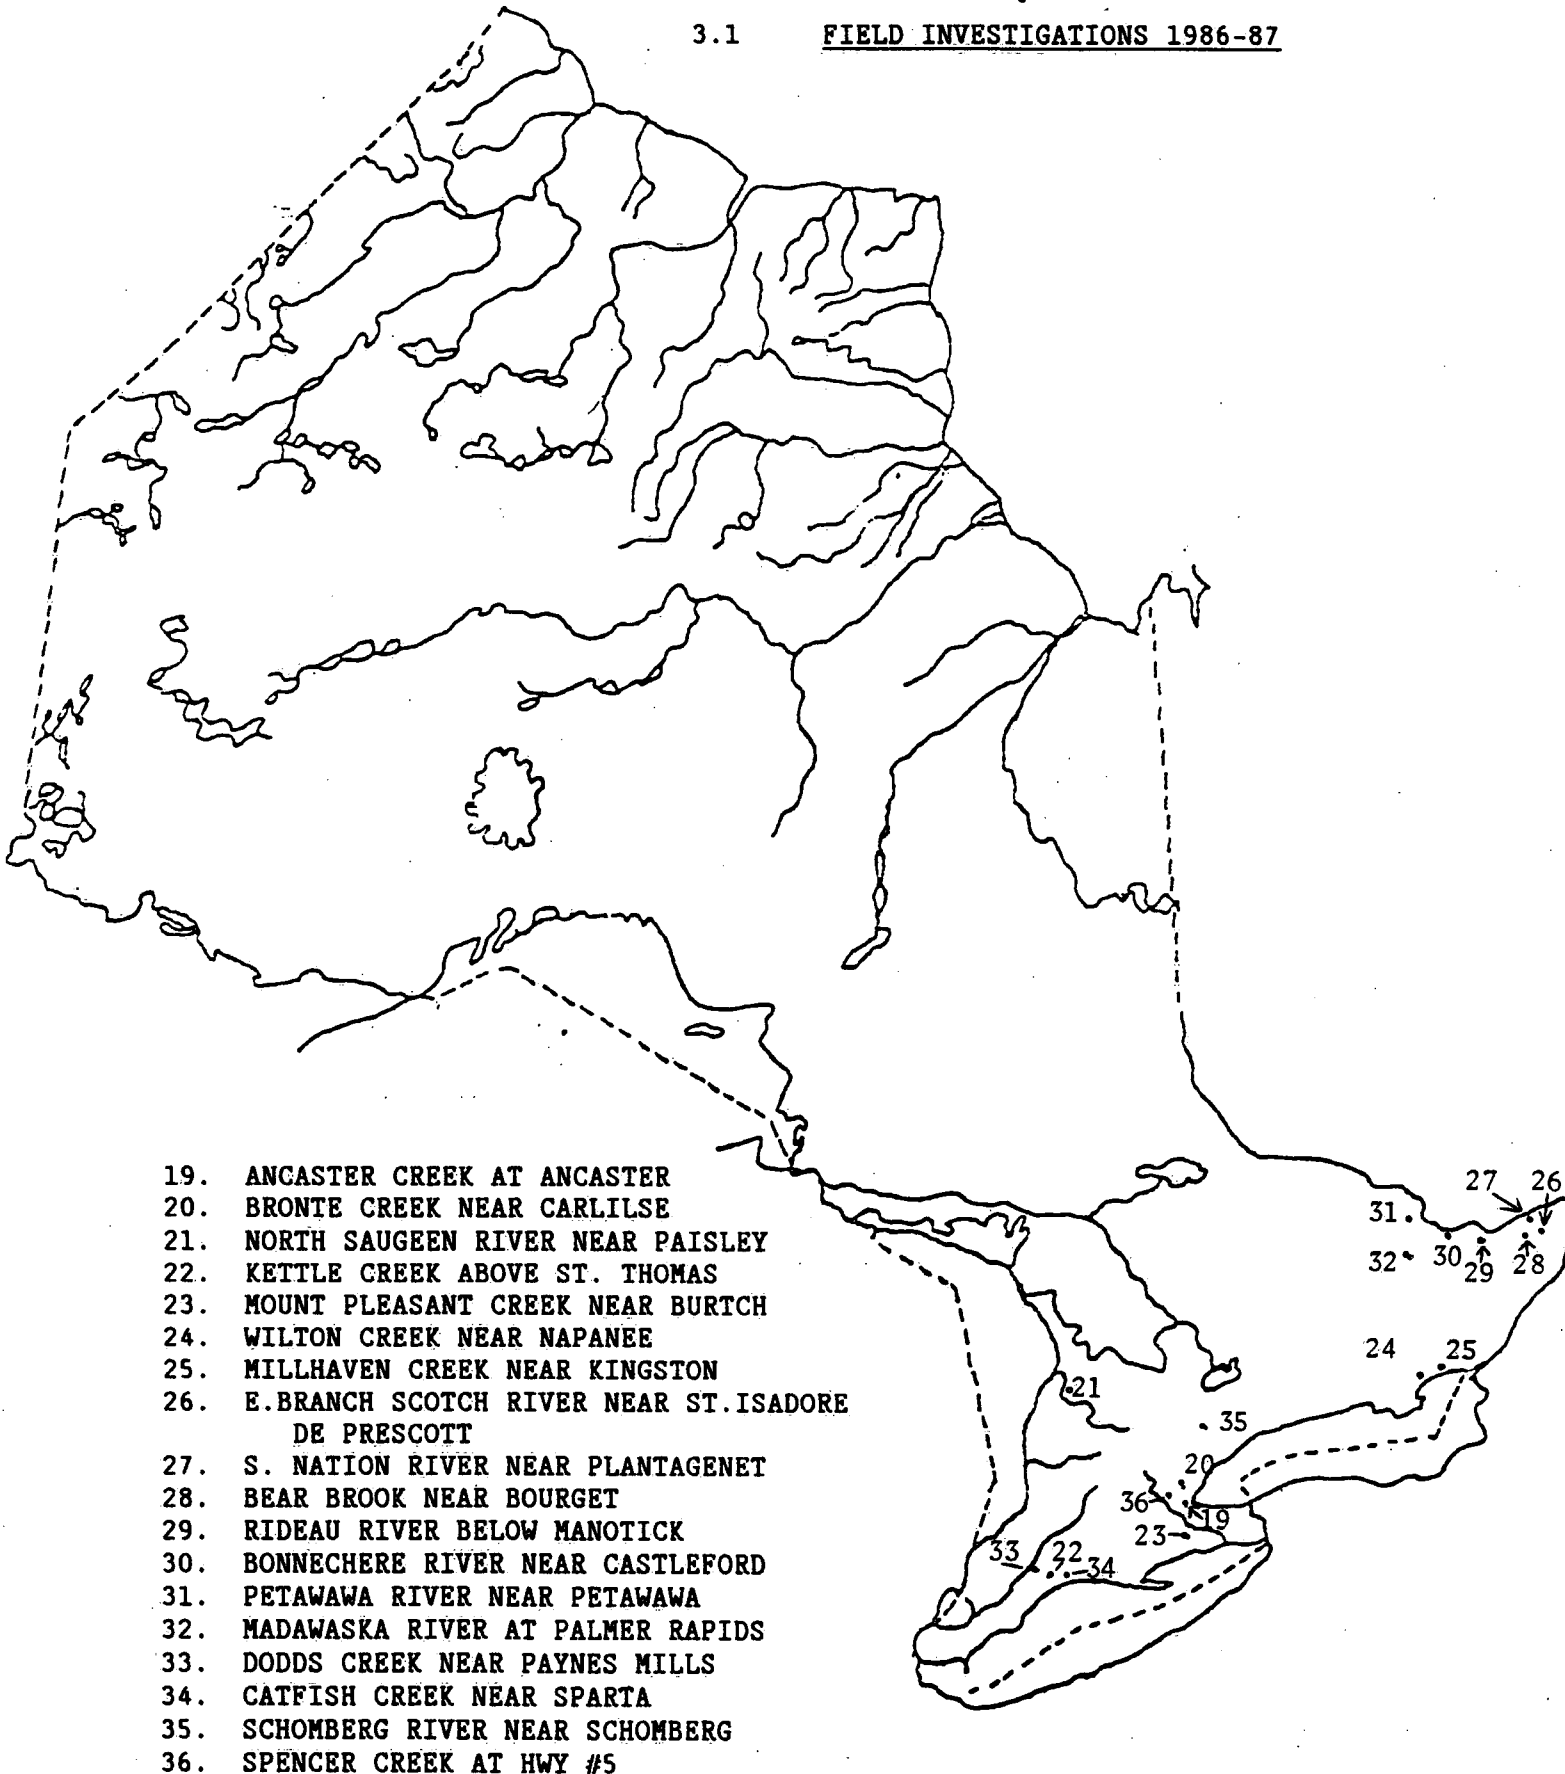 3.1 FIELD INVESTIGATIONS 1986-87
27 26
31
32 30 29 28
24 25
21
35
20
36 19
23
33 22 34
19. ANCASTER CREEK AT ANCASTER
20. BRONTE CREEK NEAR CARLILSE
21. NORTH SAUGEEN RIVER NEAR PAISLEY
22. KETTLE CREEK ABOVE ST. THOMAS
23. MOUNT PLEASANT CREEK NEAR BURTCH
24. WILTON CREEK NEAR NAPANEE
25. MILLHAVEN CREEK NEAR KINGSTON
26. E.BRANCH SCOTCH RIVER NEAR ST.ISADORE
DE PRESCOTT
27. S. NATION RIVER NEAR PLANTAGENET
28. BEAR BROOK NEAR BOURGET
29. RIDEAU RIVER BELOW MANOTICK
30. BONNECHERE RIVER NEAR CASTLEFORD
31. PETAWAWA RIVER NEAR PETAWAWA
32. MADAWASKA RIVER AT PALMER RAPIDS
33. DODDS CREEK NEAR PAYNES MILLS
34. CATFISH CREEK NEAR SPARTA
35. SCHOMBERG RIVER NEAR SCHOMBERG
36. SPENCER CREEK AT HWY #5